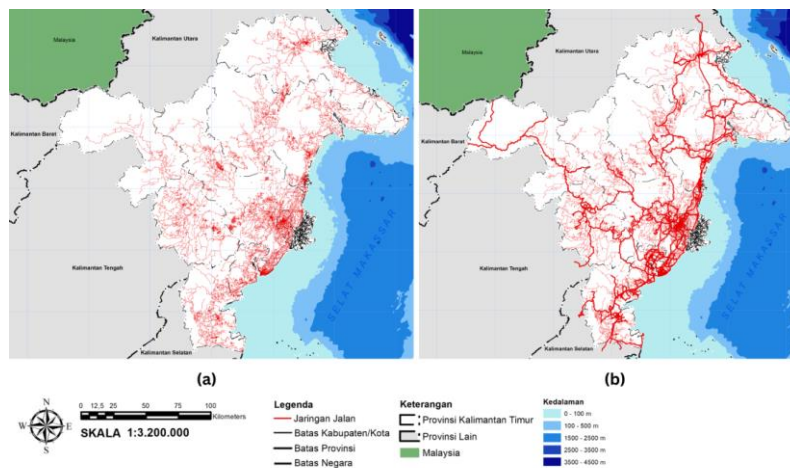 Kalimantan Utara
Malaysia
Kalimantan Barat
Kalimantan Tengah
Kalimantan Selatan
SELAT MAKASSAR
Kalimantan Utara
Malaysia
Kalimantan Barat
Kalimantan Tengah
Kalimantan Selatan
SELAT MAKASSAR
(a)
(b)
N
W E
S
0 12,5 25 50 75 100
Kilometers
SKALA 1:3.200.000
Legenda
Jaringan Jalan
Batas Kabupaten/Kota
Batas Provinsi
Batas Negara
Keterangan
Provinsi Kalimantan Timur
Provinsi Lain
Malaysia
Kedalaman
0 - 100 m
100 - 500 m
1500 - 2500 m
2500 - 3500 m
3500 - 4500 m